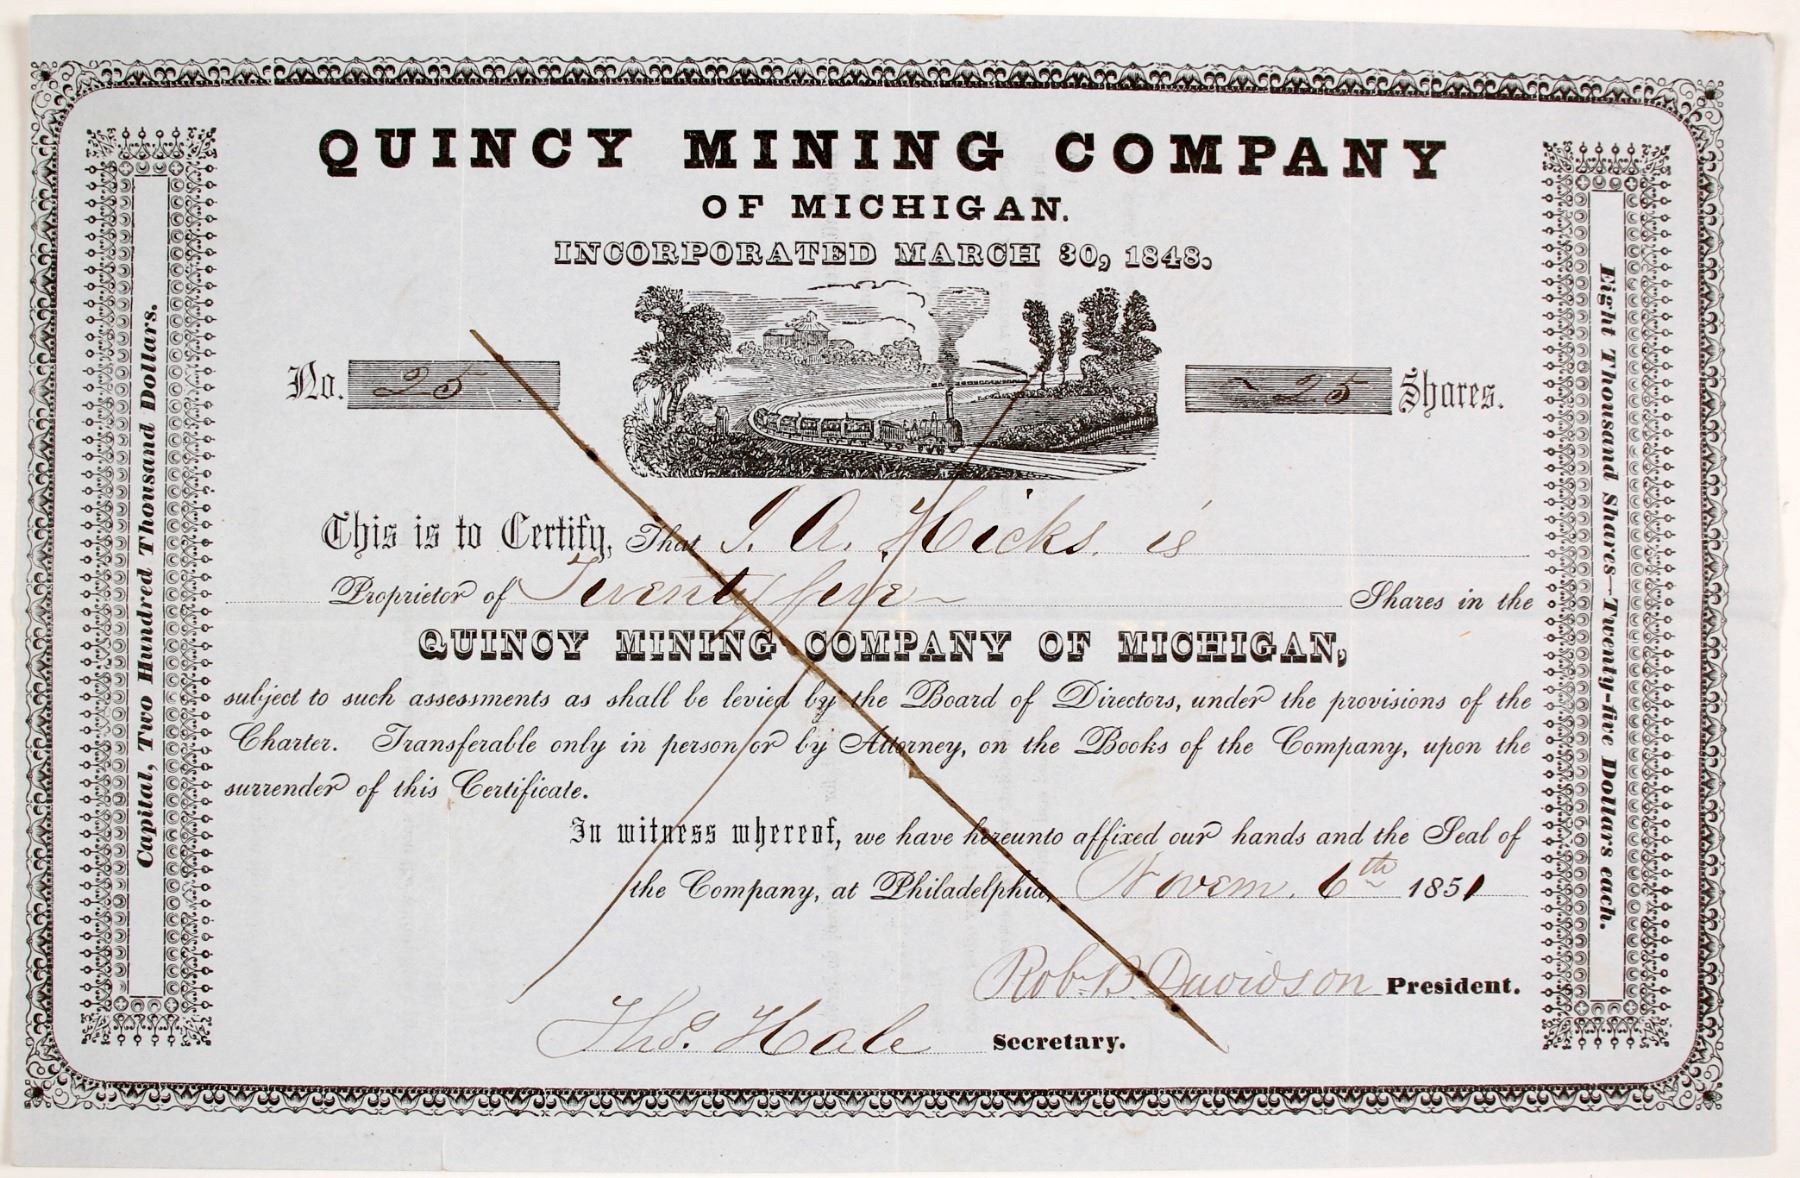 QUINCY MINING COMPANY
OF MICHIGAN.
INCORPORATED MARCH 30, 1848.
No. 25
25 Shares.
This is to Certify, That I. A. Hicks. is
Proprietor of Twenty five Shares in the
QUINCY MINING COMPANY OF MICHIGAN,
subject to such assessments as shall be levied by the Board of Directors, under the provisions of the
Charter. Transferable only in person or by Attorney, on the Books of the Company, upon the
surrender of this Certificate.
In witness whereof, we have hereunto affixed our hands and the Seal of
the Company, at Philadelphia, Novem. 6th 1851
Rob. B. Davidson President.
Tho. Hale Secretary.
Capital, Two Hundred Thousand Dollars.
Eight Thousand Shares—Twenty-five Dollars each.